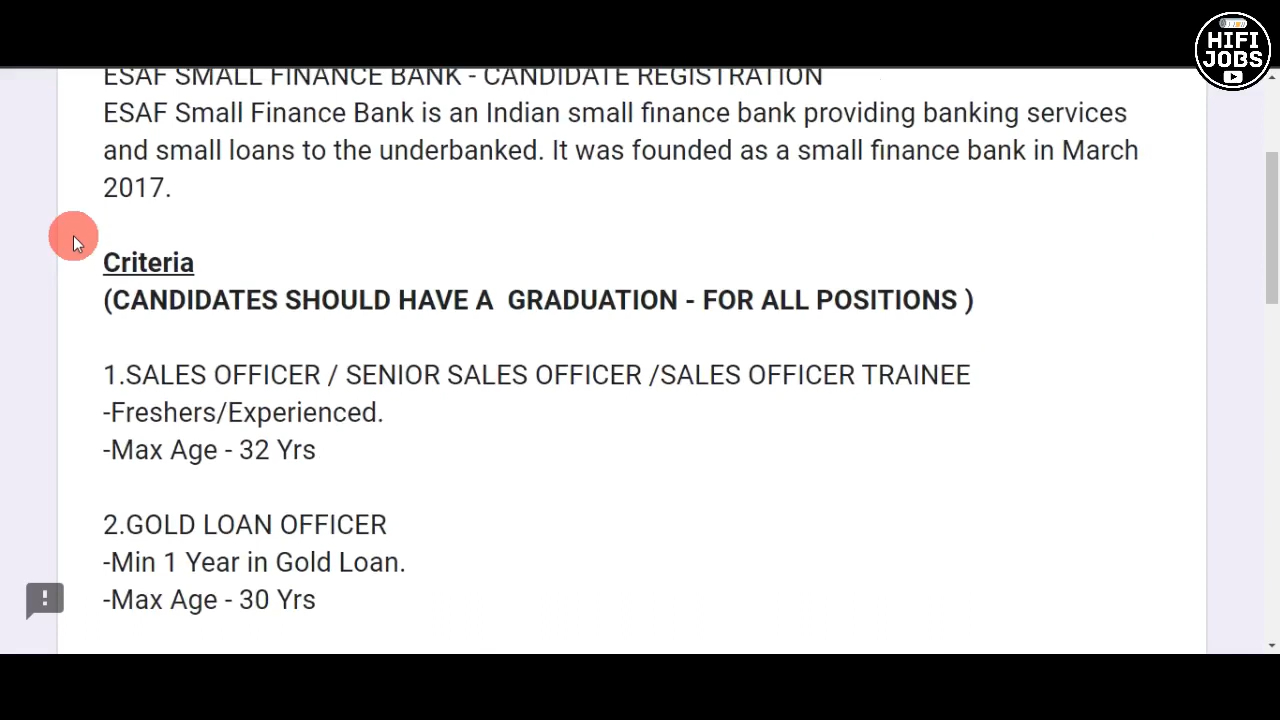 HIFI
JOBS
ESAF SMALL FINANCE BANK - CANDIDATE REGISTRATION
ESAF Small Finance Bank is an Indian small finance bank providing banking services
and small loans to the underbanked. It was founded as a small finance bank in March
2017.
Criteria
(CANDIDATES SHOULD HAVE A  GRADUATION - FOR ALL POSITIONS )
1.SALES OFFICER / SENIOR SALES OFFICER /SALES OFFICER TRAINEE
-Freshers/Experienced.
-Max Age - 32 Yrs
2.GOLD LOAN OFFICER
-Min 1 Year in Gold Loan.
-Max Age - 30 Yrs